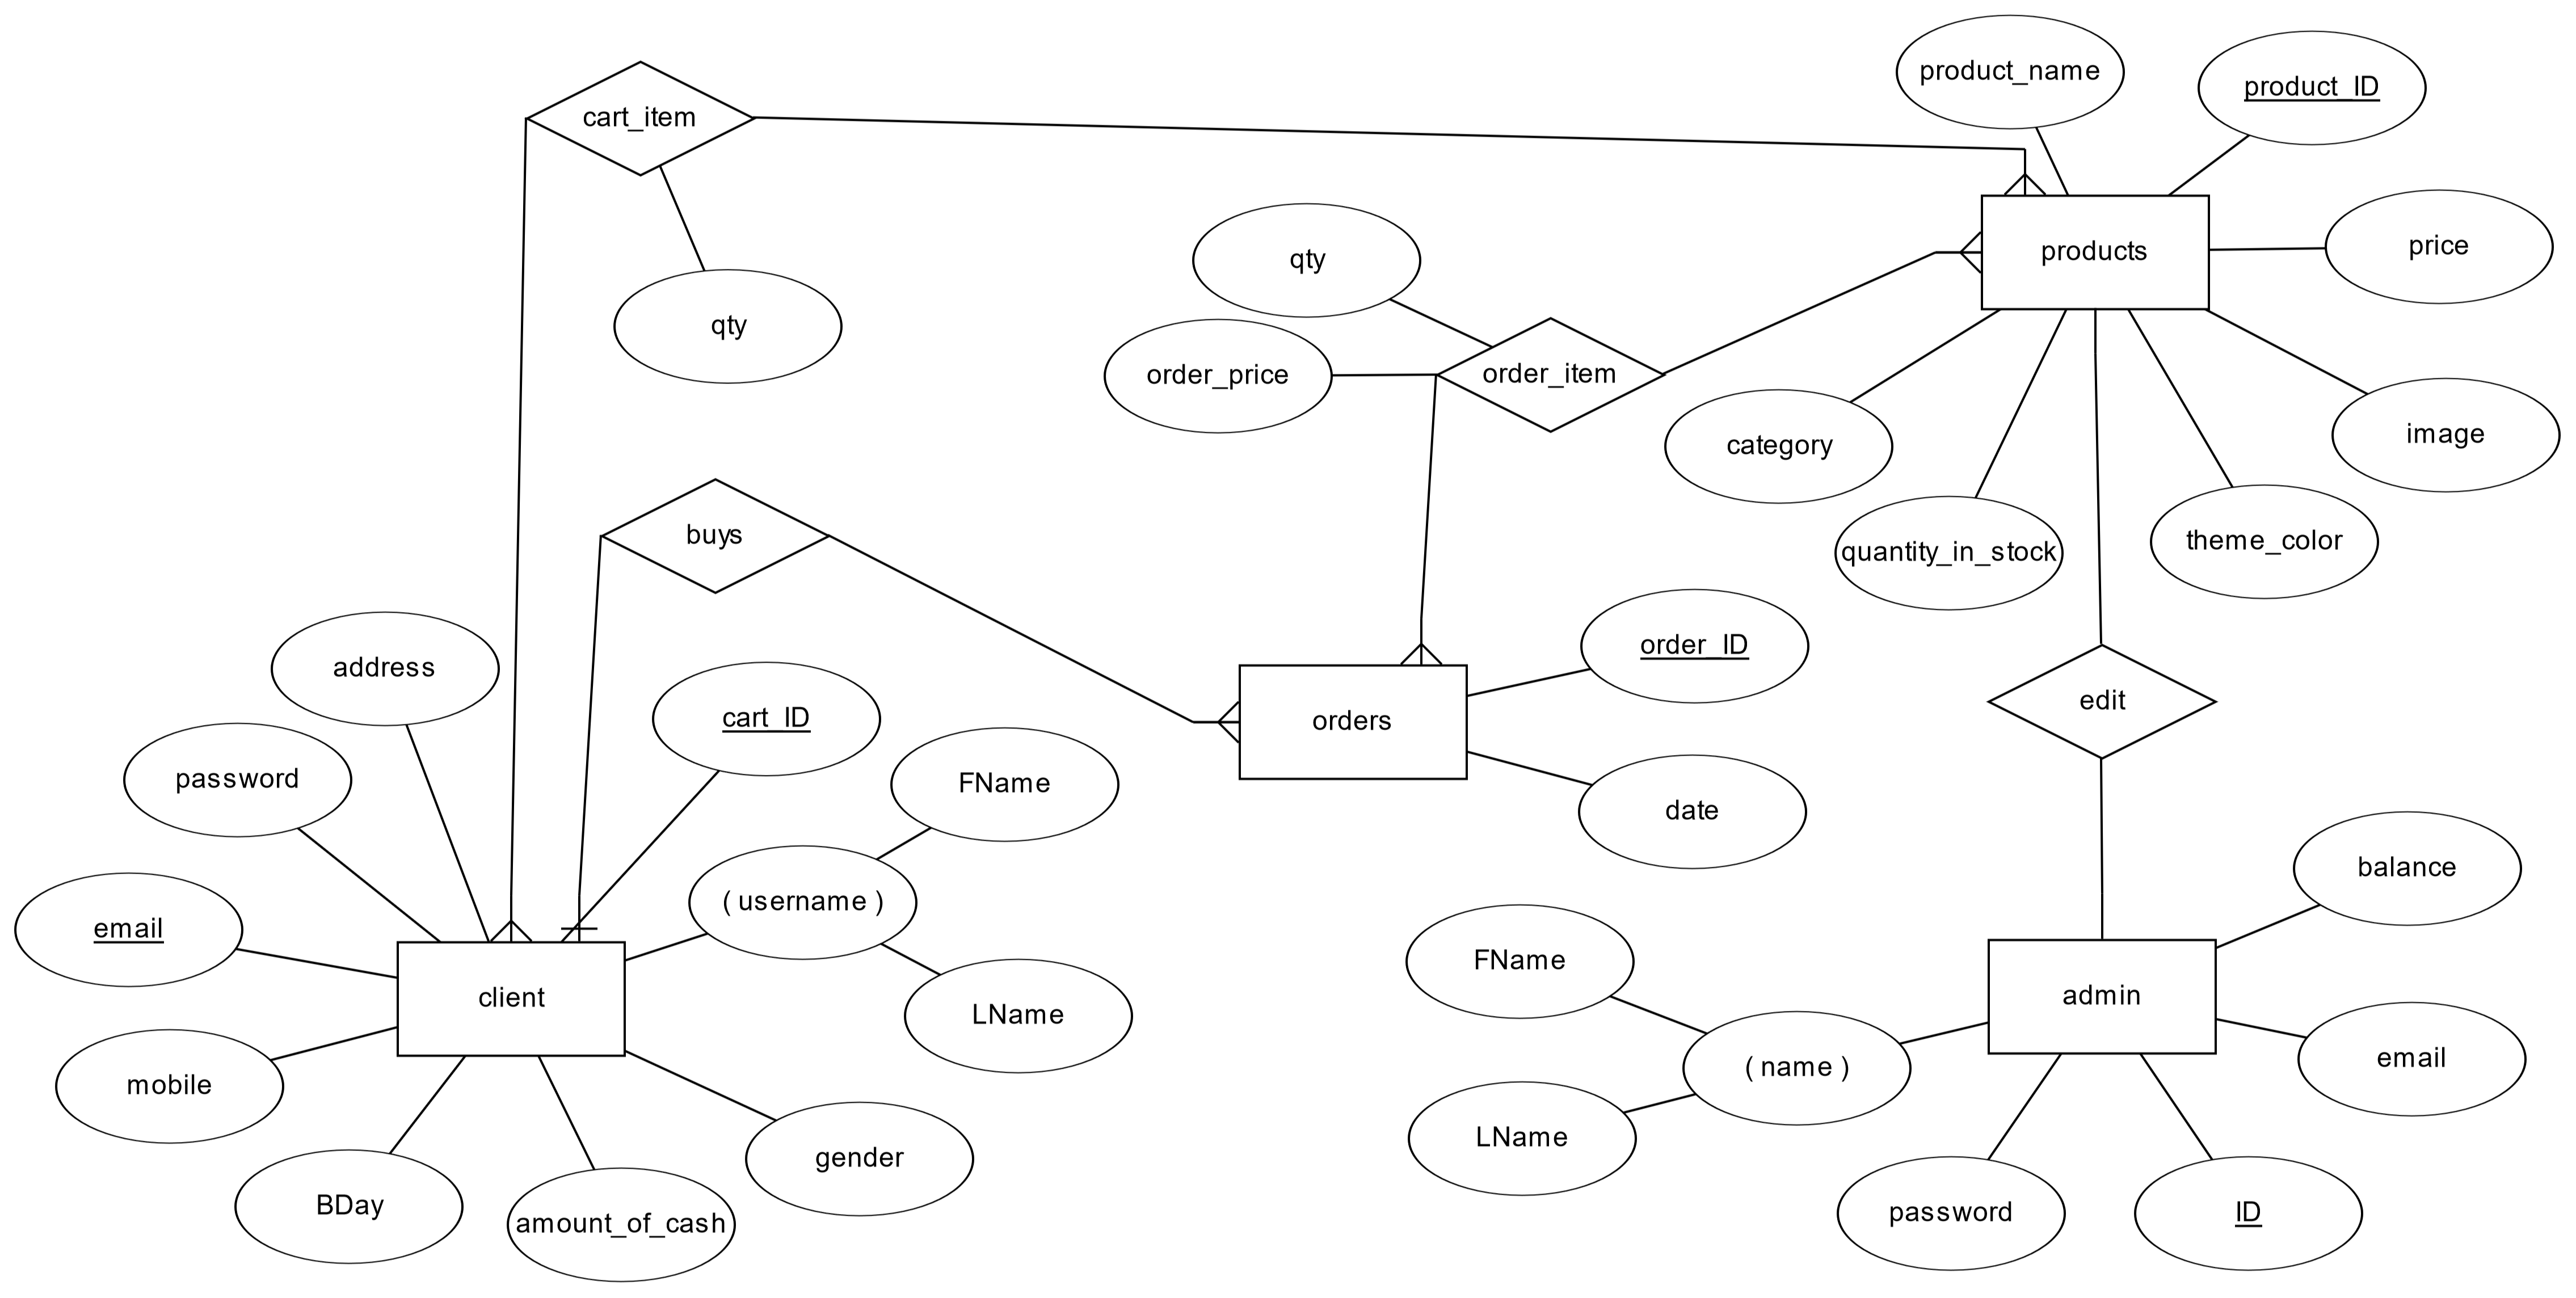 product_name
product_ID
cart_item
price
products
qty
qty
order_price
order_item
category
image
buys
quantity_in_stock
theme_color
address
order_ID
edit
cart_ID
orders
password
FName
date
balance
( username )
email
FName
client
admin
LName
mobile
( name )
email
gender
LName
BDay
amount_of_cash
password
ID